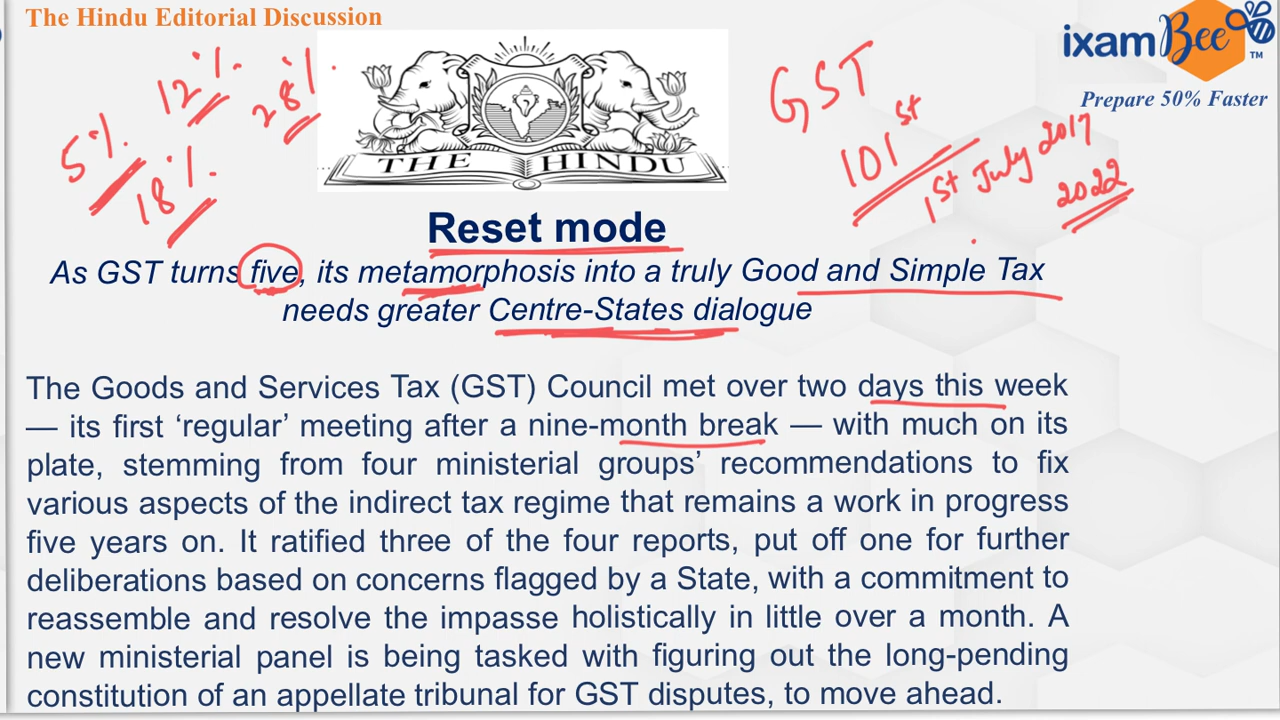 The Hindu Editorial Discussion
ixamBee
TM
Prepare 50% Faster
5%
12%
18%
28%
THE HINDU
GST
101st
1st July 2017
2022
Reset mode
As GST turns five, its metamorphosis into a truly Good and Simple Tax
needs greater Centre-States dialogue
The Goods and Services Tax (GST) Council met over two days this week
— its first ‘regular’ meeting after a nine-month break — with much on its
plate, stemming from four ministerial groups’ recommendations to fix
various aspects of the indirect tax regime that remains a work in progress
five years on. It ratified three of the four reports, put off one for further
deliberations based on concerns flagged by a State, with a commitment to
reassemble and resolve the impasse holistically in little over a month. A
new ministerial panel is being tasked with figuring out the long-pending
constitution of an appellate tribunal for GST disputes, to move ahead.